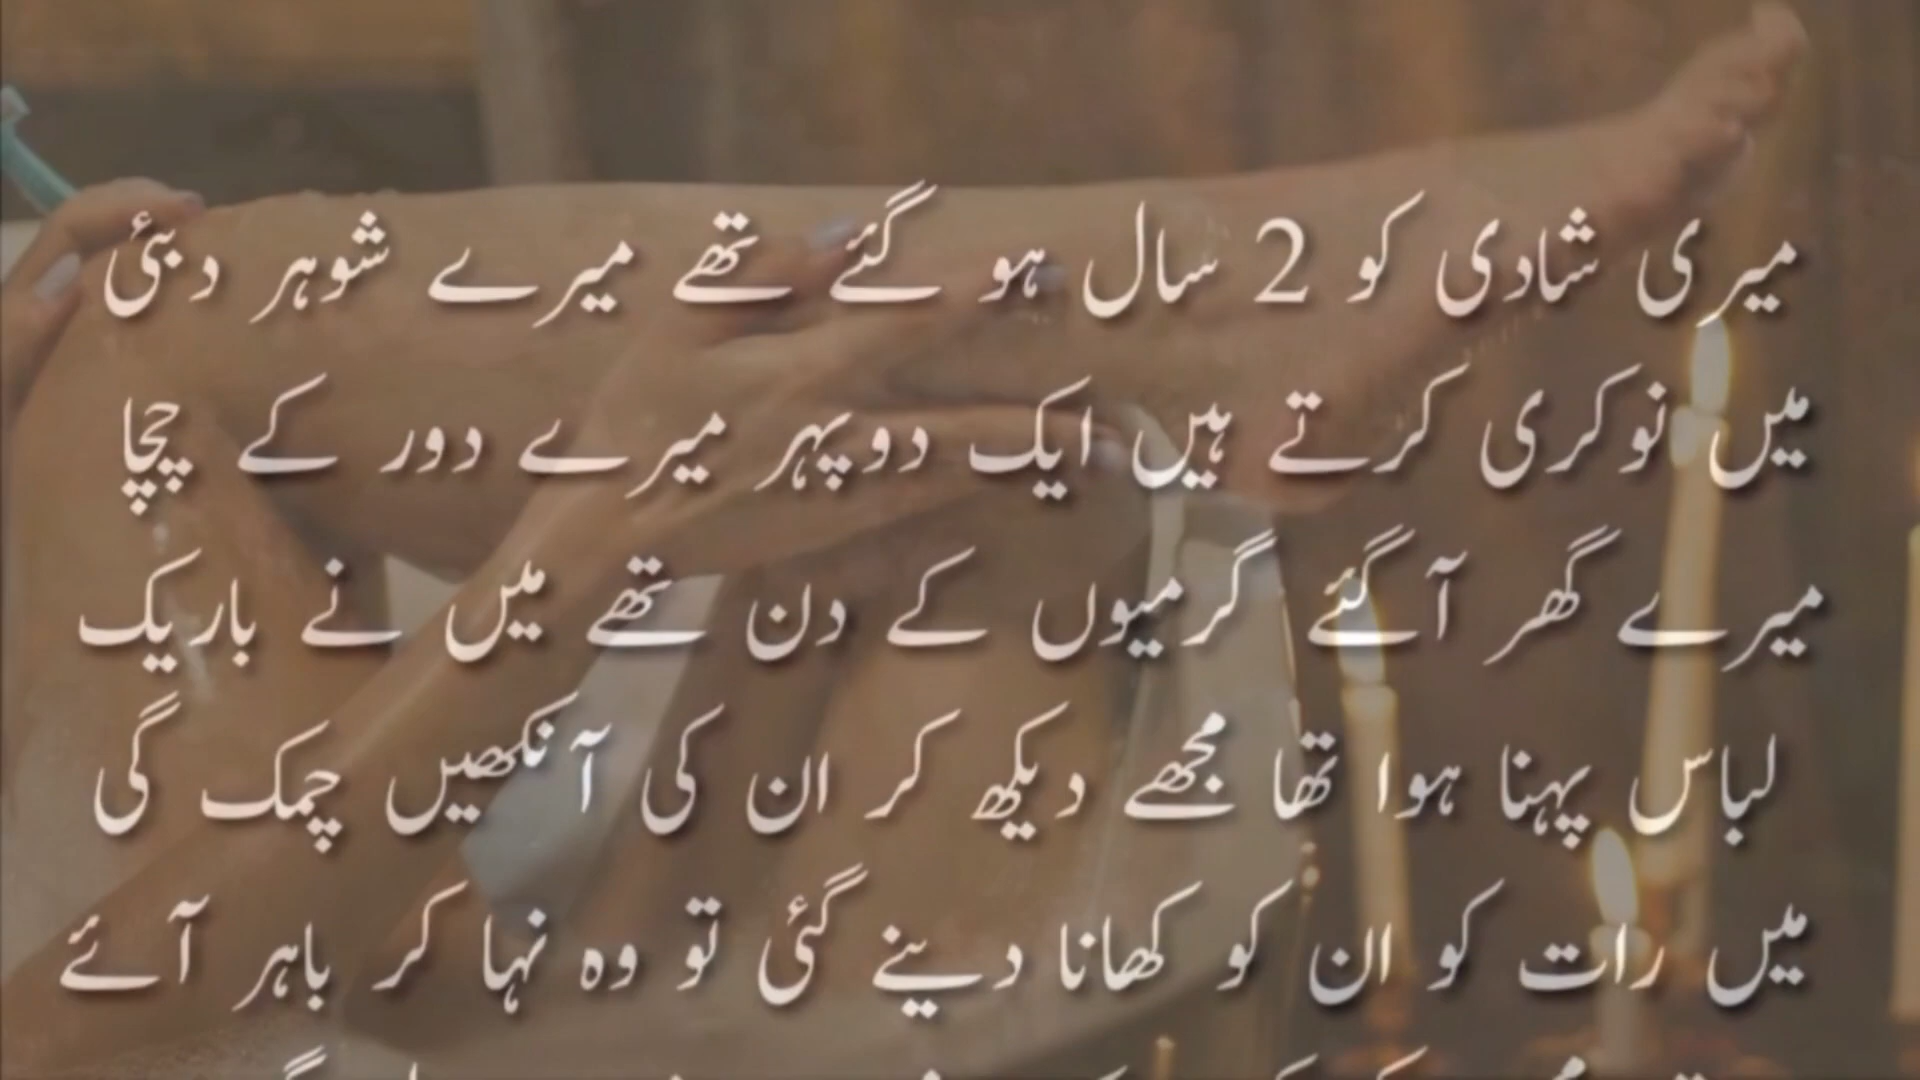 میری شادی کو 2 سال ہو گئے تھے میرے شوہر دبئی
میں نوکری کرتے ہیں ایک دوپہر میرے دور کے چچا
میرے گھر آ گئے گرمیوں کے دن تھے میں نے باریک
لباس پہنا ہوا تھا مجھے دیکھ کر ان کی آنکھیں چمک گی
میں رات کو ان کو کھانا دینے گئی تو وہ نہا کر باہر آئے